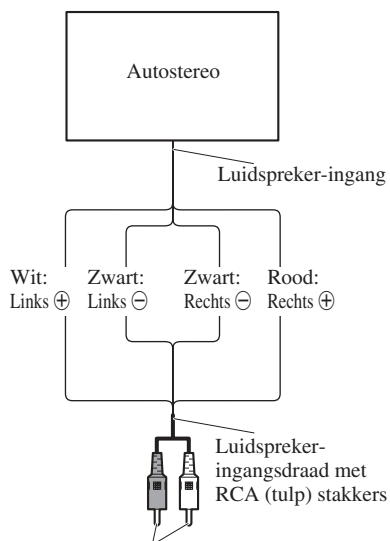 Autostereo
Luidspreker-ingang
Wit: Zwart: Zwart: Rood:
Links ⊕ Links ⊖ Rechts ⊖ Rechts ⊕
Luidspreker-
ingangsdraad met
RCA (tulp) stakkers